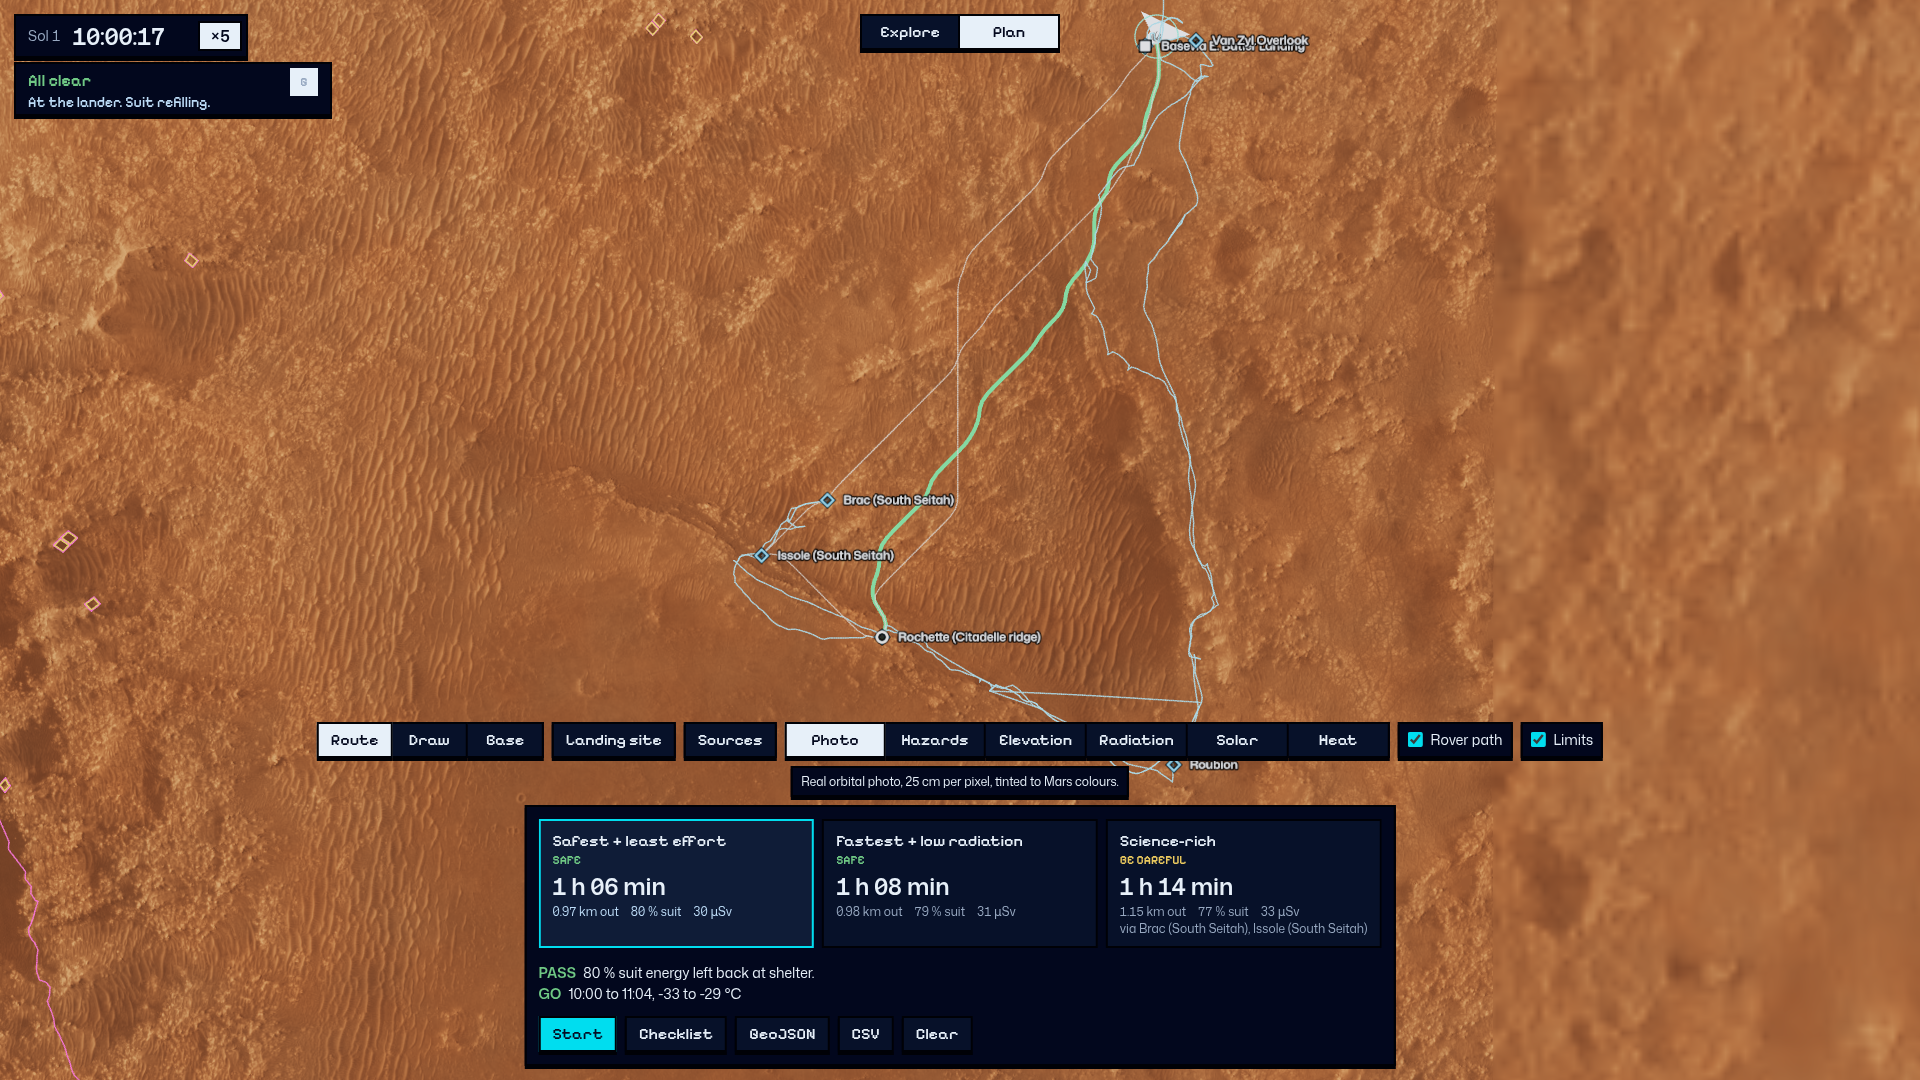 Sol 1 10:00:17 ×5
All clear
At the lander. Suit refilling.
Explore Plan
Van Zyl Overlook
Brac (South Seitah)
Issole (South Seitah)
Rochette (Citadelle ridge)
Route Draw Base Landing site Sources Photo Hazards Elevation Radiation Solar Heat Rover path Limits
Roubion
Real orbital photo, 25 cm per pixel, tinted to Mars colours.
Safest + least effort
SAFE
1 h 06 min
0.97 km out 80 % suit 30 µSv
Fastest + low radiation
SAFE
1 h 08 min
0.98 km out 79 % suit 31 µSv
Science-rich
BE CAREFUL
1 h 14 min
1.15 km out 77 % suit 33 µSv
via Brac (South Seitah), Issole (South Seitah)
PASS 80 % suit energy left back at shelter.
GO 10:00 to 11:04, -33 to -29 °C
Start Checklist GeoJSON CSV Clear